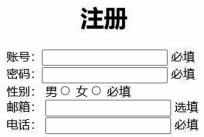 注册
账号： 必填
密码： 必填
性别： 男 女 必填
邮箱： 选填
电话： 必填